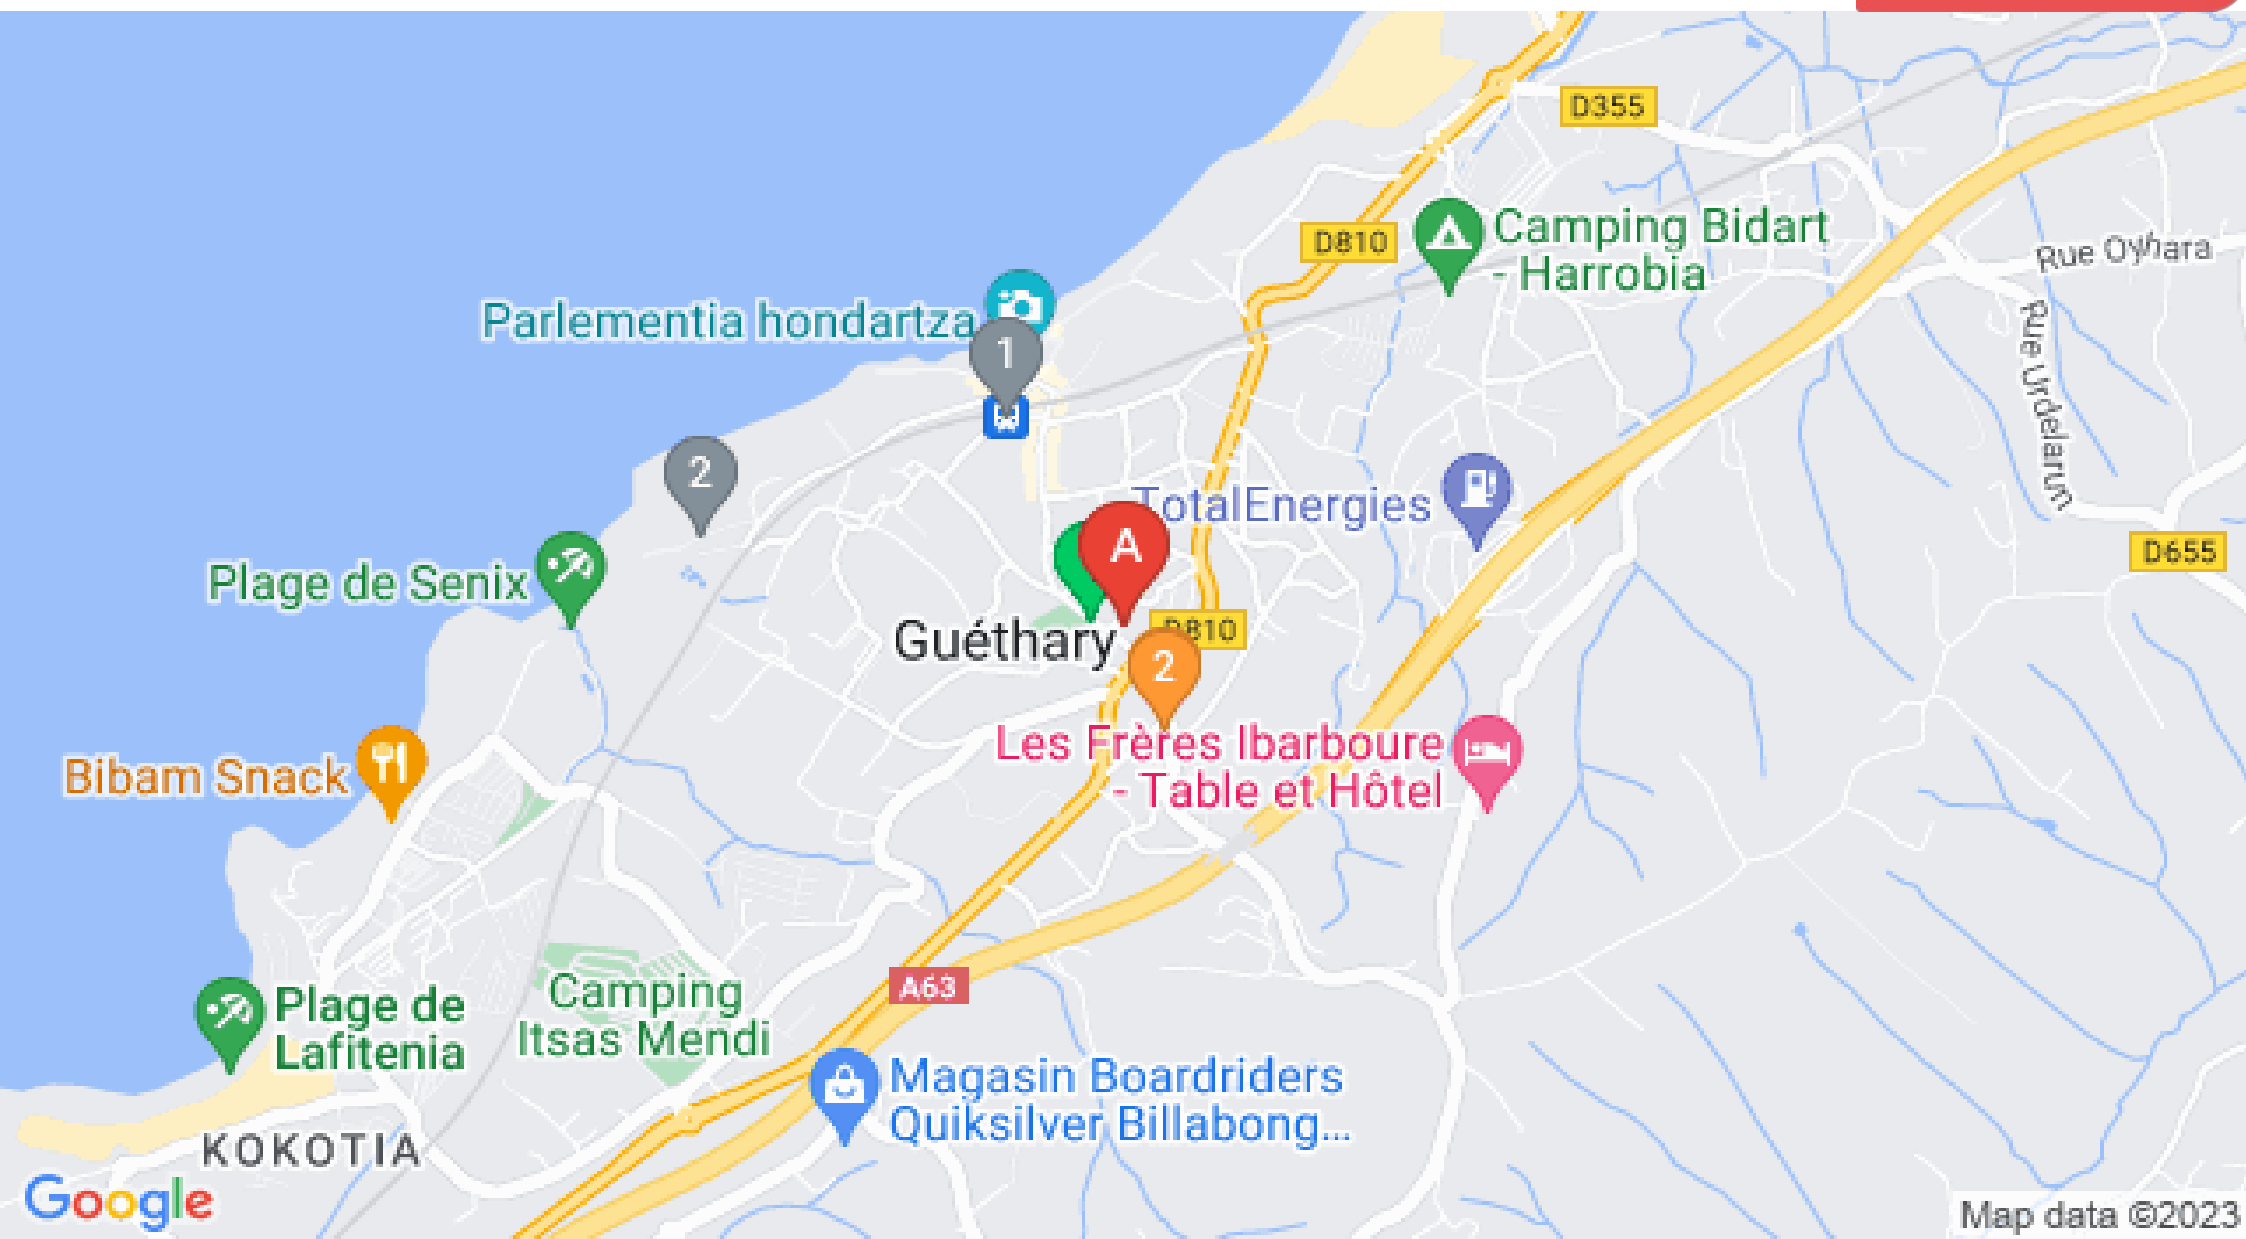 D355
D810
Camping Bidart
- Harrobia
Rue Oyhara
Parlementia hondartza
1
Rue Urdelarun
2
TotalEnergies
A
D655
Plage de Senix
Guéthary
D810
2
Les Frères Ibarboure
- Table et Hôtel
Bibam Snack
A63
Camping
Itsas Mendi
Plage de
Lafitenia
Magasin Boardriders
Quiksilver Billabong...
KOKOTIA
Google
Map data ©2023